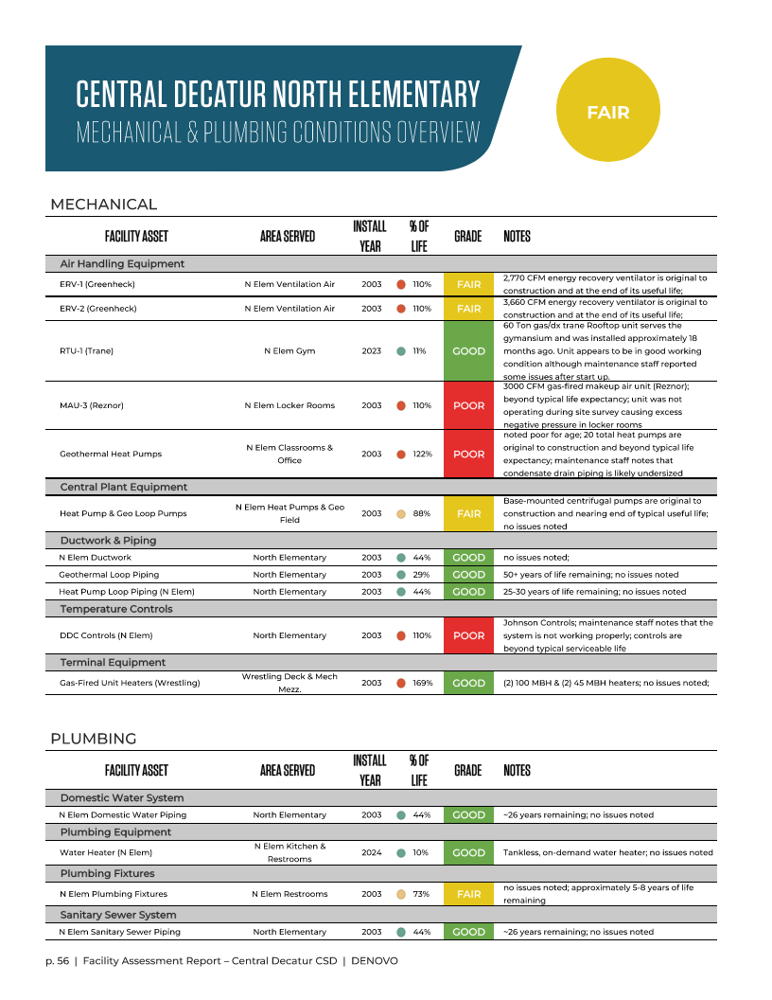 CENTRAL DECATUR NORTH ELEMENTARY
MECHANICAL & PLUMBING CONDITIONS OVERVIEW
FAIR
MECHANICAL
FACILITY ASSET AREA SERVED INSTALL YEAR % OF LIFE GRADE NOTES
Air Handling Equipment
ERV-1 (Greenheck) N Elem Ventilation Air 2003 110% FAIR 2,770 CFM energy recovery ventilator is original to
construction and at the end of its useful life;
ERV-2 (Greenheck) N Elem Ventilation Air 2003 110% FAIR 3,660 CFM energy recovery ventilator is original to
construction and at the end of its useful life;
RTU-1 (Trane) N Elem Gym 2023 11% GOOD 60 Ton gas/dx trane Rooftop unit serves the
gymansium and was installed approximately 18
months ago. Unit appears to be in good working
condition although maintenance staff reported
some issues after start up.
MAU-3 (Reznor) N Elem Locker Rooms 2003 110% POOR 3000 CFM gas-fired makeup air unit (Reznor);
beyond typical life expectancy; unit was not
operating during site survey causing excess
negative pressure in locker rooms
Geothermal Heat Pumps N Elem Classrooms & Office 2003 122% POOR noted poor for age; 20 total heat pumps are
original to construction and beyond typical life
expectancy; maintenance staff notes that
condensate drain piping is likely undersized
Central Plant Equipment
Heat Pump & Geo Loop Pumps N Elem Heat Pumps & Geo Field 2003 88% FAIR Base-mounted centrifugal pumps are original to
construction and nearing end of typical useful life;
no issues noted
Ductwork & Piping
N Elem Ductwork North Elementary 2003 44% GOOD no issues noted;
Geothermal Loop Piping North Elementary 2003 29% GOOD 50+ years of life remaining; no issues noted
Heat Pump Loop Piping (N Elem) North Elementary 2003 44% GOOD 25-30 years of life remaining; no issues noted
Temperature Controls
DDC Controls (N Elem) North Elementary 2003 110% POOR Johnson Controls; maintenance staff notes that the
system is not working properly; controls are
beyond typical serviceable life
Terminal Equipment
Gas-Fired Unit Heaters (Wrestling) Wrestling Deck & Mech Mezz. 2003 169% GOOD (2) 100 MBH & (2) 45 MBH heaters; no issues noted;
PLUMBING
FACILITY ASSET AREA SERVED INSTALL YEAR % OF LIFE GRADE NOTES
Domestic Water System
N Elem Domestic Water Piping North Elementary 2003 44% GOOD ~26 years remaining; no issues noted
Plumbing Equipment
Water Heater (N Elem) N Elem Kitchen & Restrooms 2024 10% GOOD Tankless, on-demand water heater; no issues noted
Plumbing Fixtures
N Elem Plumbing Fixtures N Elem Restrooms 2003 73% FAIR no issues noted; approximately 5-8 years of life
remaining
Sanitary Sewer System
N Elem Sanitary Sewer Piping North Elementary 2003 44% GOOD ~26 years remaining; no issues noted
p. 56 | Facility Assessment Report – Central Decatur CSD | DENOVO